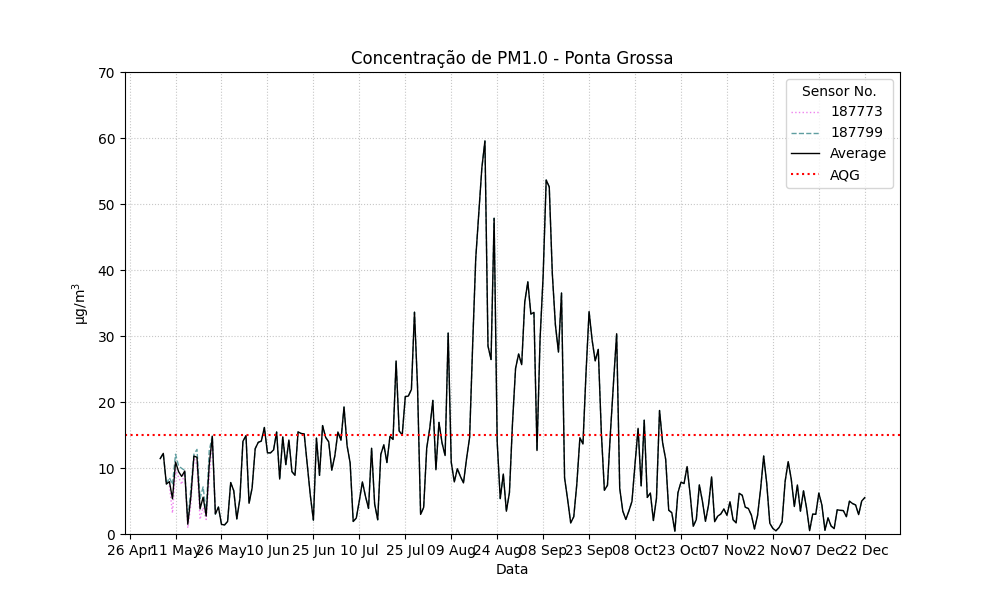 Concentração de PM1.0 - Ponta Grossa
70
60
50
40
30
20
10
0
µg/m³
Sensor No.
187773
187799
Average
AQG
26 Apr 11 May 26 May 10 Jun 25 Jun 10 Jul 25 Jul 09 Aug 24 Aug 08 Sep 23 Sep 08 Oct 23 Oct 07 Nov 22 Nov 07 Dec 22 Dec
Data